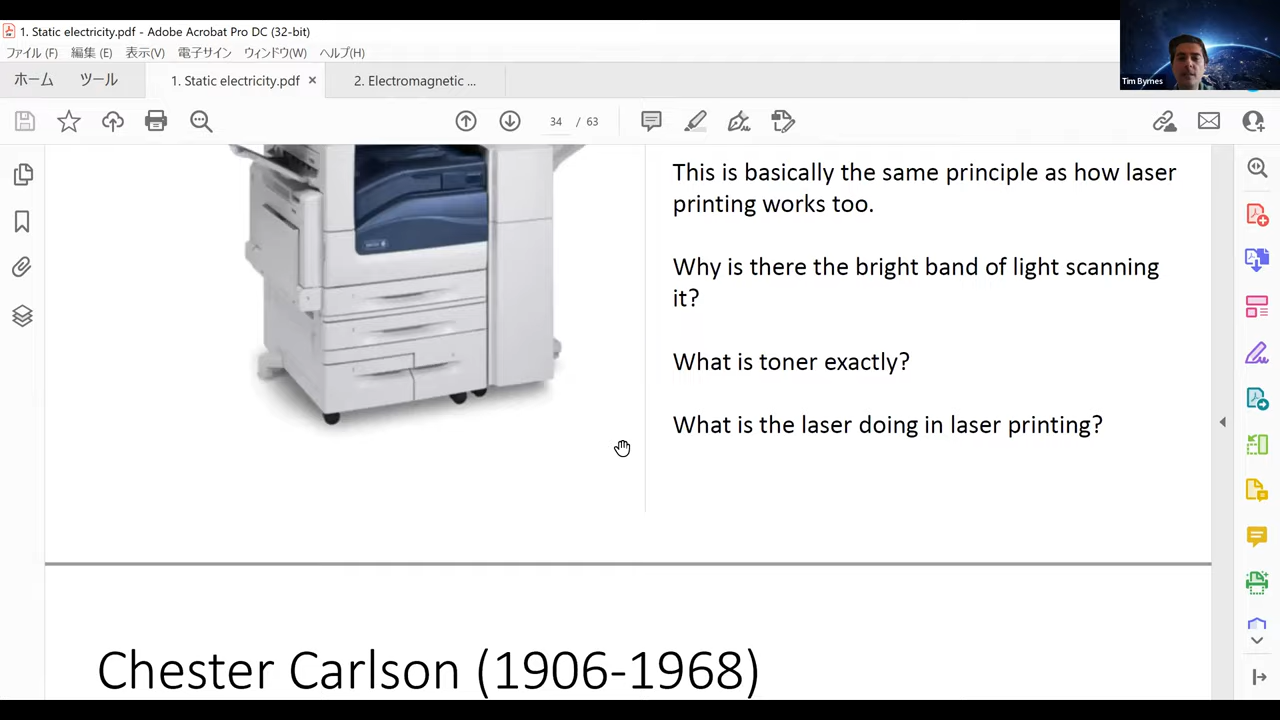 1. Static electricity.pdf - Adobe Acrobat Pro DC (32-bit)
ファイル (F) 編集 (E) 表示(V) 電子サイン ウィンドウ(W) ヘルプ(H)
Tim Byrnes
ホーム ツール 1. Static electricity.pdf × 2. Electromagnetic ...
34 / 63
This is basically the same principle as how laser
printing works too.
Why is there the bright band of light scanning
it?
What is toner exactly?
What is the laser doing in laser printing?
Chester Carlson (1906-1968)